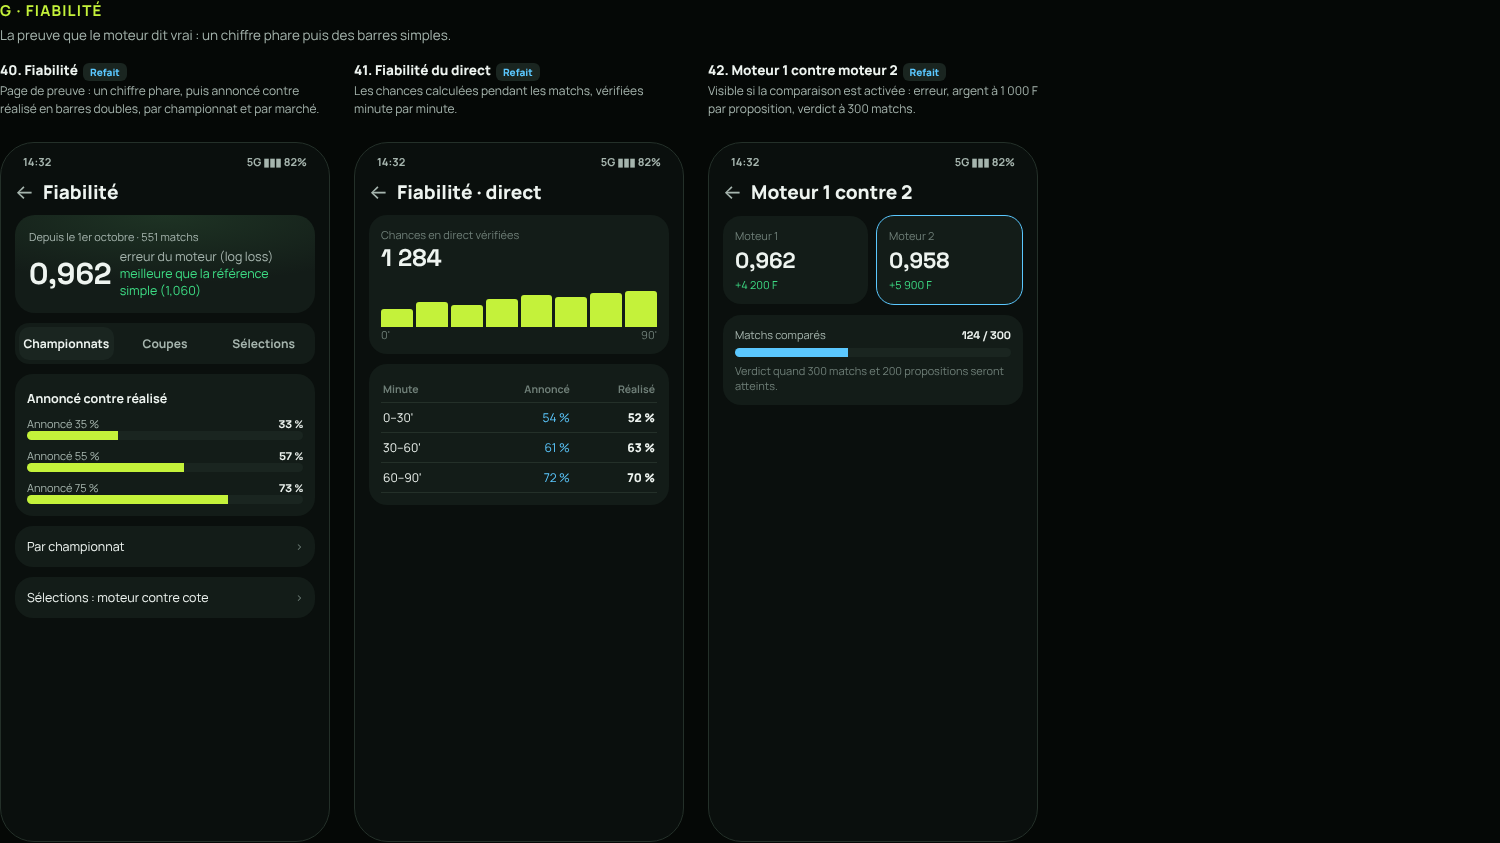 G · FIABILITÉ
La preuve que le moteur dit vrai : un chiffre phare puis des barres simples.
40. Fiabilité Refait
Page de preuve : un chiffre phare, puis annoncé contre
réalisé en barres doubles, par championnat et par marché.
14:32 5G 82%
← Fiabilité
Depuis le 1er octobre · 551 matchs
0,962
erreur du moteur (log loss)
meilleure que la référence
simple (1,060)
Championnats Coupes Sélections
Annoncé contre réalisé
Annoncé 35 % 33 %
Annoncé 55 % 57 %
Annoncé 75 % 73 %
Par championnat ›
Sélections : moteur contre cote ›
41. Fiabilité du direct Refait
Les chances calculées pendant les matchs, vérifiées
minute par minute.
14:32 5G 82%
← Fiabilité · direct
Chances en direct vérifiées
1 284
0' 90'
Minute Annoncé Réalisé
0–30' 54 % 52 %
30–60' 61 % 63 %
60–90' 72 % 70 %
42. Moteur 1 contre moteur 2 Refait
Visible si la comparaison est activée : erreur, argent à 1 000 F
par proposition, verdict à 300 matchs.
14:32 5G 82%
← Moteur 1 contre 2
Moteur 1
0,962
+4 200 F
Moteur 2
0,958
+5 900 F
Matchs comparés 124 / 300
Verdict quand 300 matchs et 200 propositions seront
atteints.